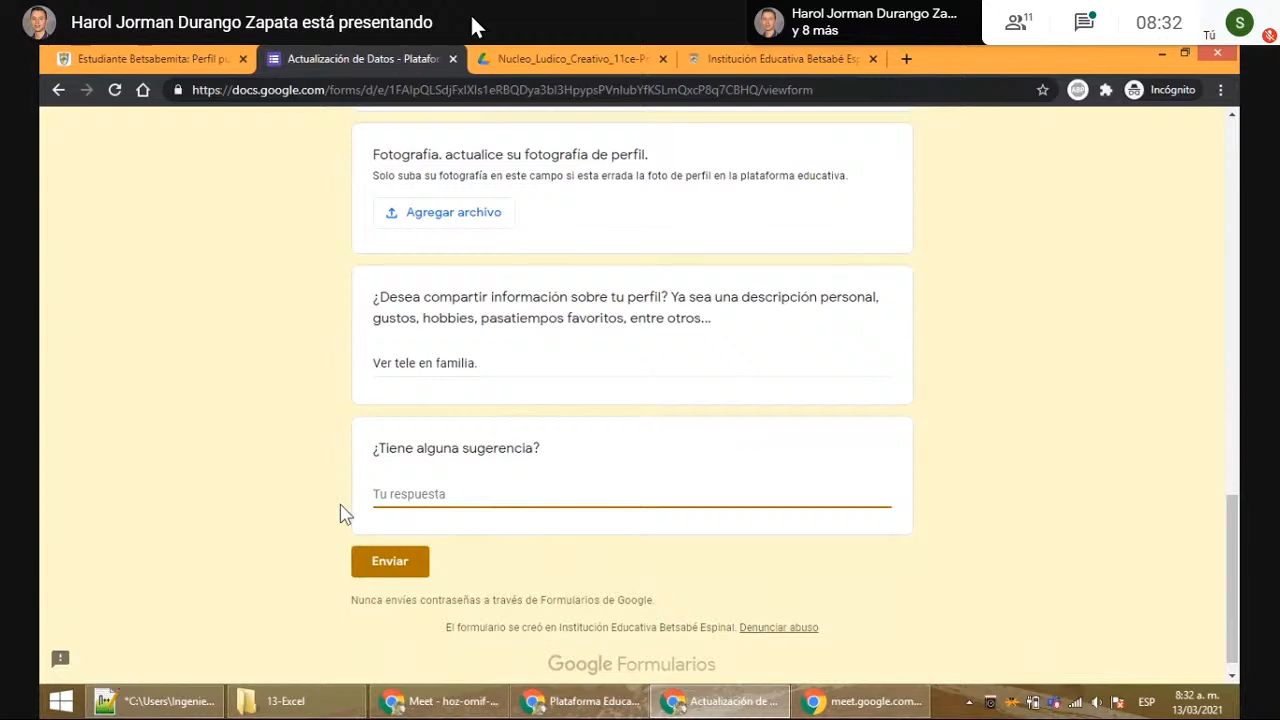 Harol Jorman Durango Zapata está presentando
Harol Jorman Durango Za...
y 8 más
11
08:32
Tú
S
Estudiante Betsabemita: Perfil pu
Actualización de Datos - Platafor
Nucleo_Ludico_Creativo_11ce-P
Institución Educativa Betsabé Es
https://docs.google.com/forms/d/e/1FAIpQLSdjFxlXIs1eRBQDya3bI3HpypsPVnIubYfKSLmQxcP8q7CBHQ/viewform
ABP
Incógnito
Fotografía. actualice su fotografía de perfil.
Solo suba su fotografía en este campo si esta errada la foto de perfil en la plataforma educativa.
Agregar archivo
¿Desea compartir información sobre tu perfil? Ya sea una descripción personal,
gustos, hobbies, pasatiempos favoritos, entre otros...
Ver tele en familia.
¿Tiene alguna sugerencia?
Tu respuesta
Enviar
Nunca envíes contraseñas a través de Formularios de Google.
El formulario se creó en Institución Educativa Betsabé Espinal. Denunciar abuso
Google Formularios
*C:\Users\Ingenie...
13-Excel
Meet - hoz-omif-...
Plataforma Educa...
Actualización de ...
meet.google.com...
ESP
8:32 a. m.
13/03/2021